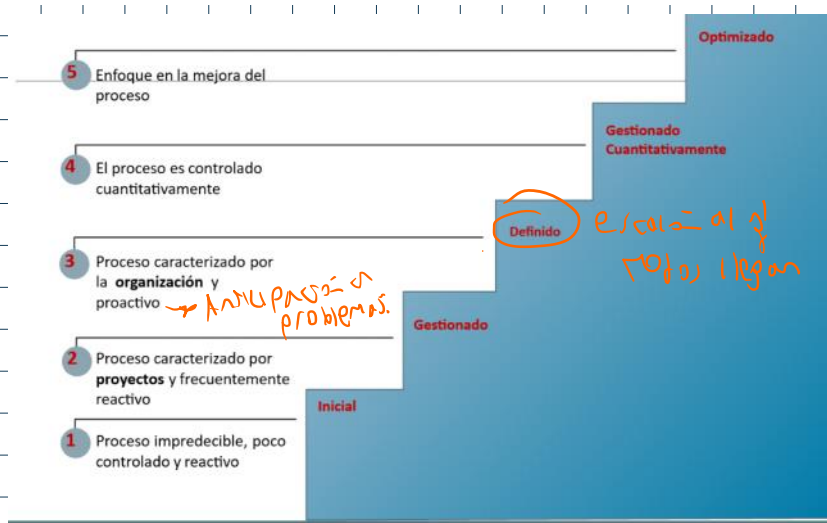 Optimizado
5 Enfoque en la mejora del
proceso
Gestionado
Cuantitativamente
4 El proceso es controlado
cuantitativamente
Definido
escalón al q'
todos llegan
3 Proceso caracterizado por
la organización y
proactivo → Anticipación a
problemas.
Gestionado
2 Proceso caracterizado por
proyectos y frecuentemente
reactivo
Inicial
1 Proceso impredecible, poco
controlado y reactivo